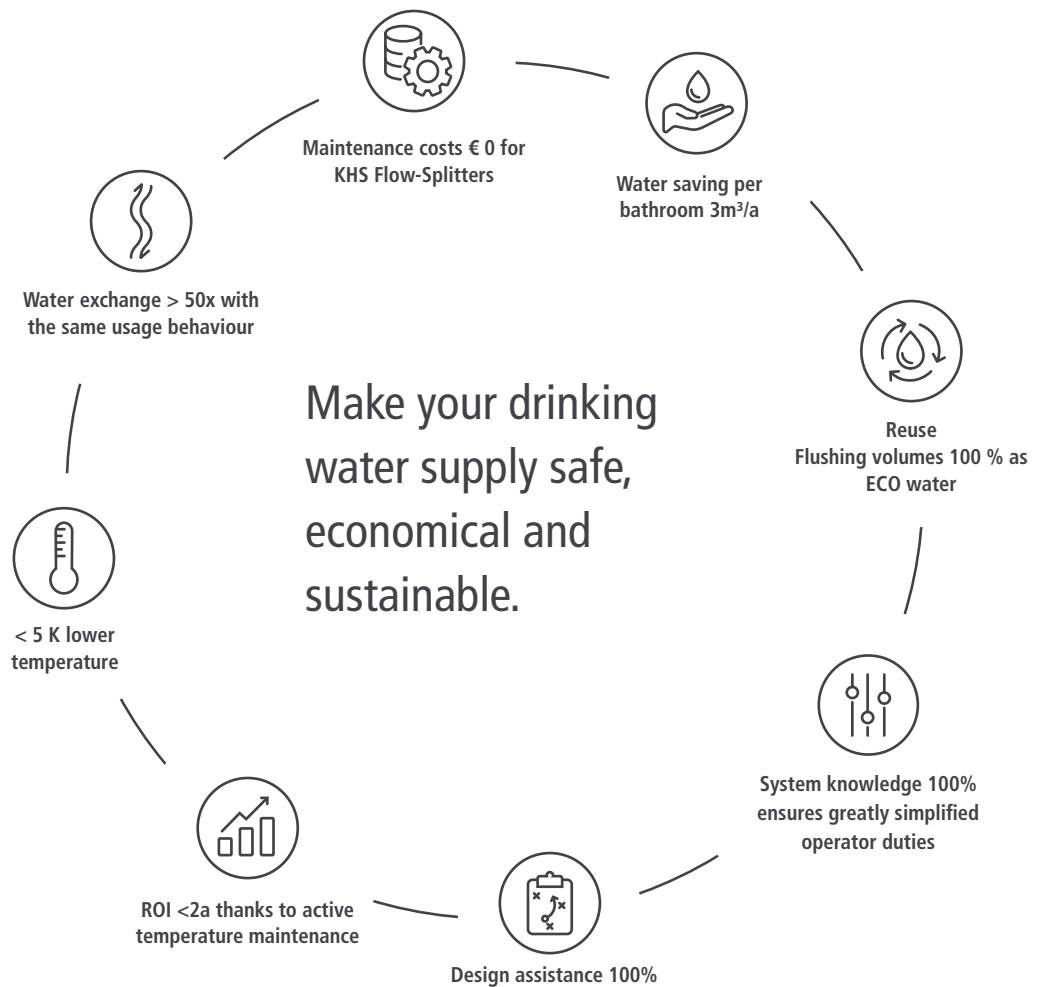 Maintenance costs € 0 for
KHS Flow-Splitters
Water saving per
bathroom 3m³/a
Water exchange > 50x with
the same usage behaviour
Reuse
Flushing volumes 100 % as
ECO water
Make your drinking
water supply safe,
economical and
sustainable.
< 5 K lower
temperature
System knowledge 100%
ensures greatly simplified
operator duties
ROI <2a thanks to active
temperature maintenance
Design assistance 100%